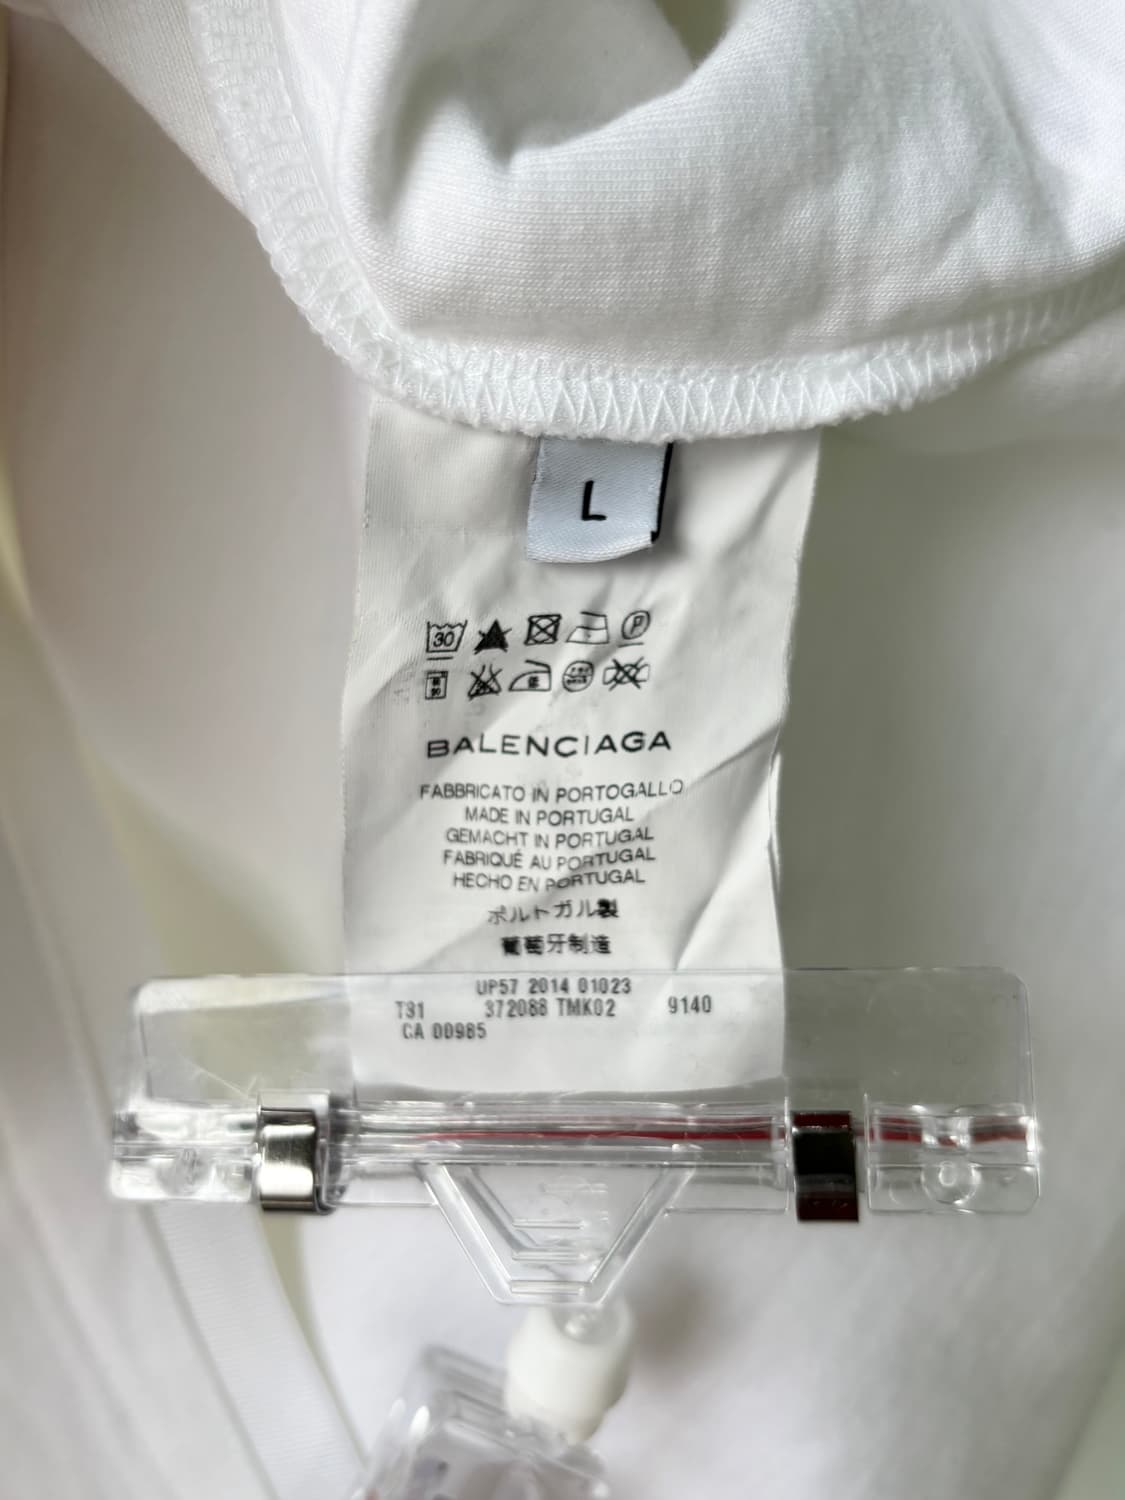 L
30
P
BALENCIAGA
FABBRICATO IN PORTOGALLO
MADE IN PORTUGAL
GEMACHT IN PORTUGAL
FABRIQUÉ AU PORTUGAL
HECHO EN PORTUGAL
ポルトガル製
葡萄牙制造
UP57 2014 01023
T31 372088 TMK02 9140
CA 00985